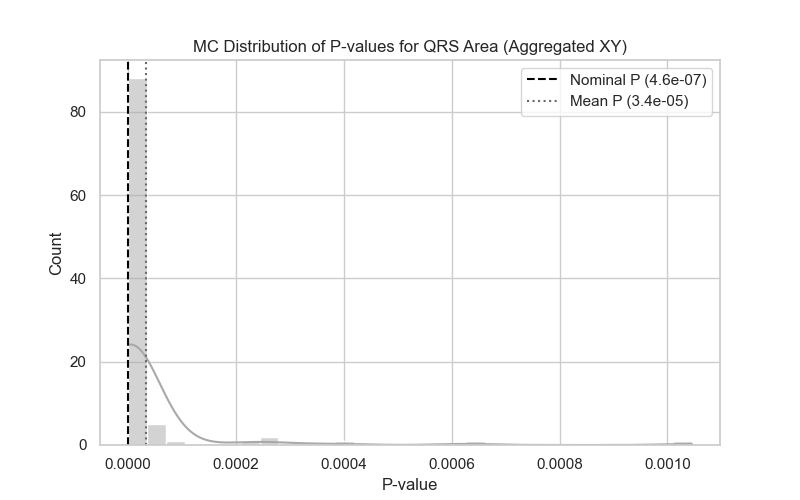 MC Distribution of P-values for QRS Area (Aggregated XY)
Nominal P (4.6e-07)
Mean P (3.4e-05)
80
60
40
20
0
Count
0.0000 0.0002 0.0004 0.0006 0.0008 0.0010
P-value